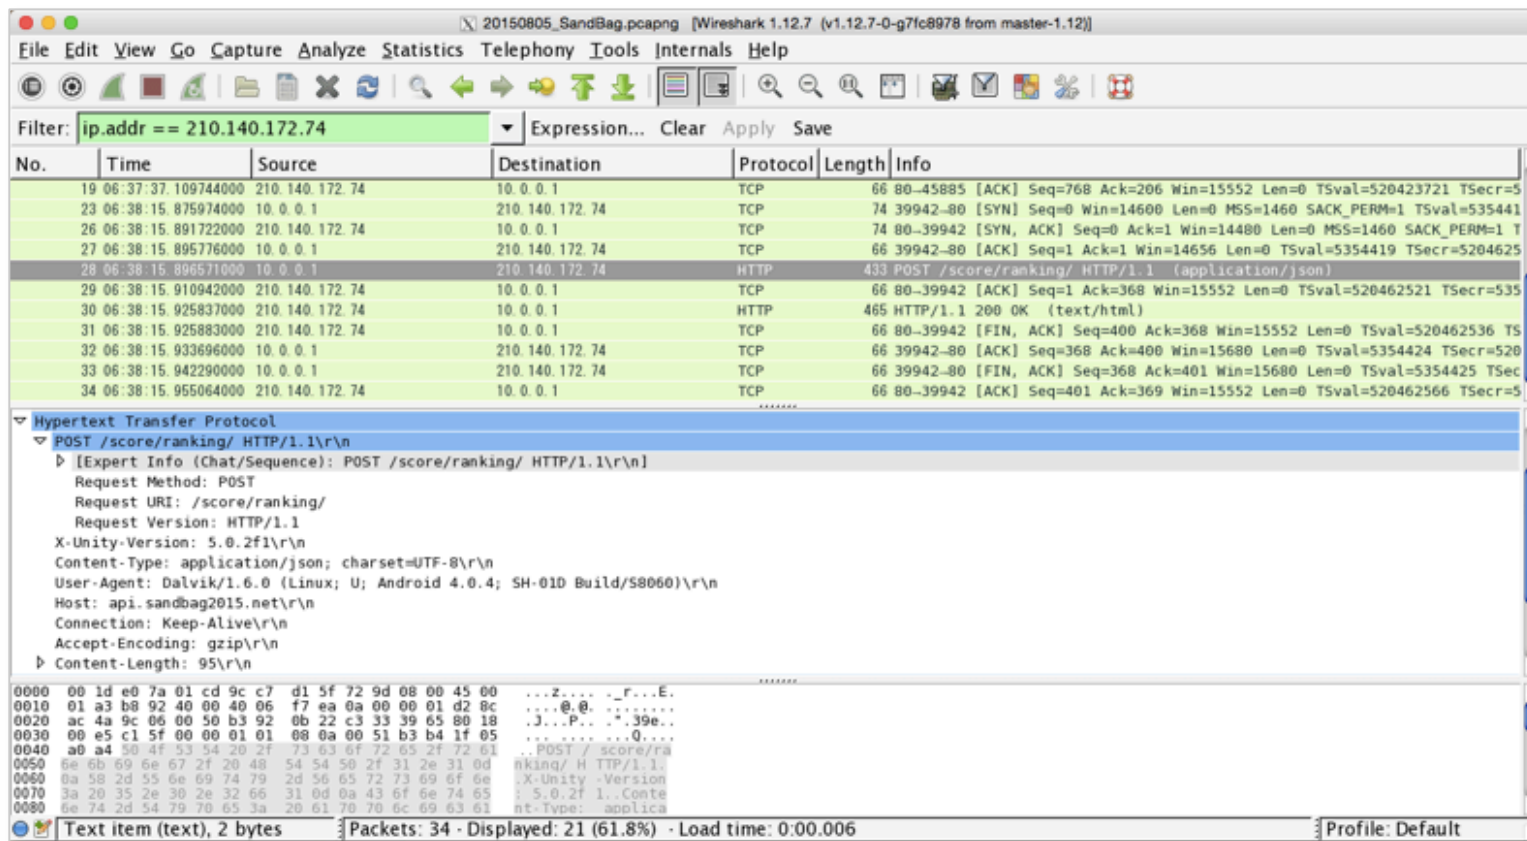 20150805_SandBag.pcapng [Wireshark 1.12.7 (v1.12.7-0-g7fc8978 from master-1.12)]
File Edit View Go Capture Analyze Statistics Telephony Tools Internals Help
Filter: ip.addr == 210.140.172.74 Expression... Clear Apply Save
No. Time Source Destination Protocol Length Info
19 06:37:37.109744000 210.140.172.74 10.0.0.1 TCP 66 80→45885 [ACK] Seq=768 Ack=206 Win=15552 Len=0 TSval=520423721 TSecr=5
23 06:38:15.875974000 10.0.0.1 210.140.172.74 TCP 74 39942→80 [SYN] Seq=0 Win=14600 Len=0 MSS=1460 SACK_PERM=1 TSval=535441
26 06:38:15.891722000 210.140.172.74 10.0.0.1 TCP 74 80→39942 [SYN, ACK] Seq=0 Ack=1 Win=14480 Len=0 MSS=1460 SACK_PERM=1 T
27 06:38:15.895776000 10.0.0.1 210.140.172.74 TCP 66 39942→80 [ACK] Seq=1 Ack=1 Win=14656 Len=0 TSval=5354419 TSecr=5204625
28 06:38:15.896571000 10.0.0.1 210.140.172.74 HTTP 433 POST /score/ranking/ HTTP/1.1 (application/json)
29 06:38:15.910942000 210.140.172.74 10.0.0.1 TCP 66 80→39942 [ACK] Seq=1 Ack=368 Win=15552 Len=0 TSval=520462521 TSecr=535
30 06:38:15.925837000 210.140.172.74 10.0.0.1 HTTP 465 HTTP/1.1 200 OK (text/html)
31 06:38:15.925883000 210.140.172.74 10.0.0.1 TCP 66 80→39942 [FIN, ACK] Seq=400 Ack=368 Win=15552 Len=0 TSval=520462536 TS
32 06:38:15.933696000 10.0.0.1 210.140.172.74 TCP 66 39942→80 [ACK] Seq=368 Ack=400 Win=15680 Len=0 TSval=5354424 TSecr=520
33 06:38:15.942290000 10.0.0.1 210.140.172.74 TCP 66 39942→80 [FIN, ACK] Seq=368 Ack=401 Win=15680 Len=0 TSval=5354425 TSec
34 06:38:15.955064000 210.140.172.74 10.0.0.1 TCP 66 80→39942 [ACK] Seq=401 Ack=369 Win=15552 Len=0 TSval=520462566 TSecr=5
Hypertext Transfer Protocol
POST /score/ranking/ HTTP/1.1\r\n
[Expert Info (Chat/Sequence): POST /score/ranking/ HTTP/1.1\r\n]
Request Method: POST
Request URI: /score/ranking/
Request Version: HTTP/1.1
X-Unity-Version: 5.0.2f1\r\n
Content-Type: application/json; charset=UTF-8\r\n
User-Agent: Dalvik/1.6.0 (Linux; U; Android 4.0.4; SH-01D Build/S8060)\r\n
Host: api.sandbag2015.net\r\n
Connection: Keep-Alive\r\n
Accept-Encoding: gzip\r\n
Content-Length: 95\r\n
0000 00 1d e0 7a 01 cd 9c c7 d1 5f 72 9d 08 00 45 00 ...z.... ._r...E.
0010 01 a3 b8 92 40 00 40 06 f7 ea 0a 00 00 01 d2 8c ....@.@. ........
0020 ac 4a 9c 06 00 50 b3 92 0b 22 c3 33 39 65 80 18 .J...P.. .".39e..
0030 00 e5 c1 5f 00 00 01 01 08 0a 00 51 b3 b4 1f 05 ..._.... ...Q....
0040 a0 a4 50 4f 53 54 20 2f 73 63 6f 72 65 2f 72 61 ..POST / score/ra
0050 6e 6b 69 6e 67 2f 20 48 54 54 50 2f 31 2e 31 0d nking/ H TTP/1.1.
0060 0a 58 2d 55 6e 69 74 79 2d 56 65 72 73 69 6f 6e .X-Unity -Version
0070 3a 20 35 2e 30 2e 32 66 31 0d 0a 43 6f 6e 74 65 : 5.0.2f 1..Conte
0080 6e 74 2d 54 79 70 65 3a 20 61 70 70 6c 69 63 61 nt-Type: applica
Text item (text), 2 bytes Packets: 34 · Displayed: 21 (61.8%) · Load time: 0:00.006 Profile: Default